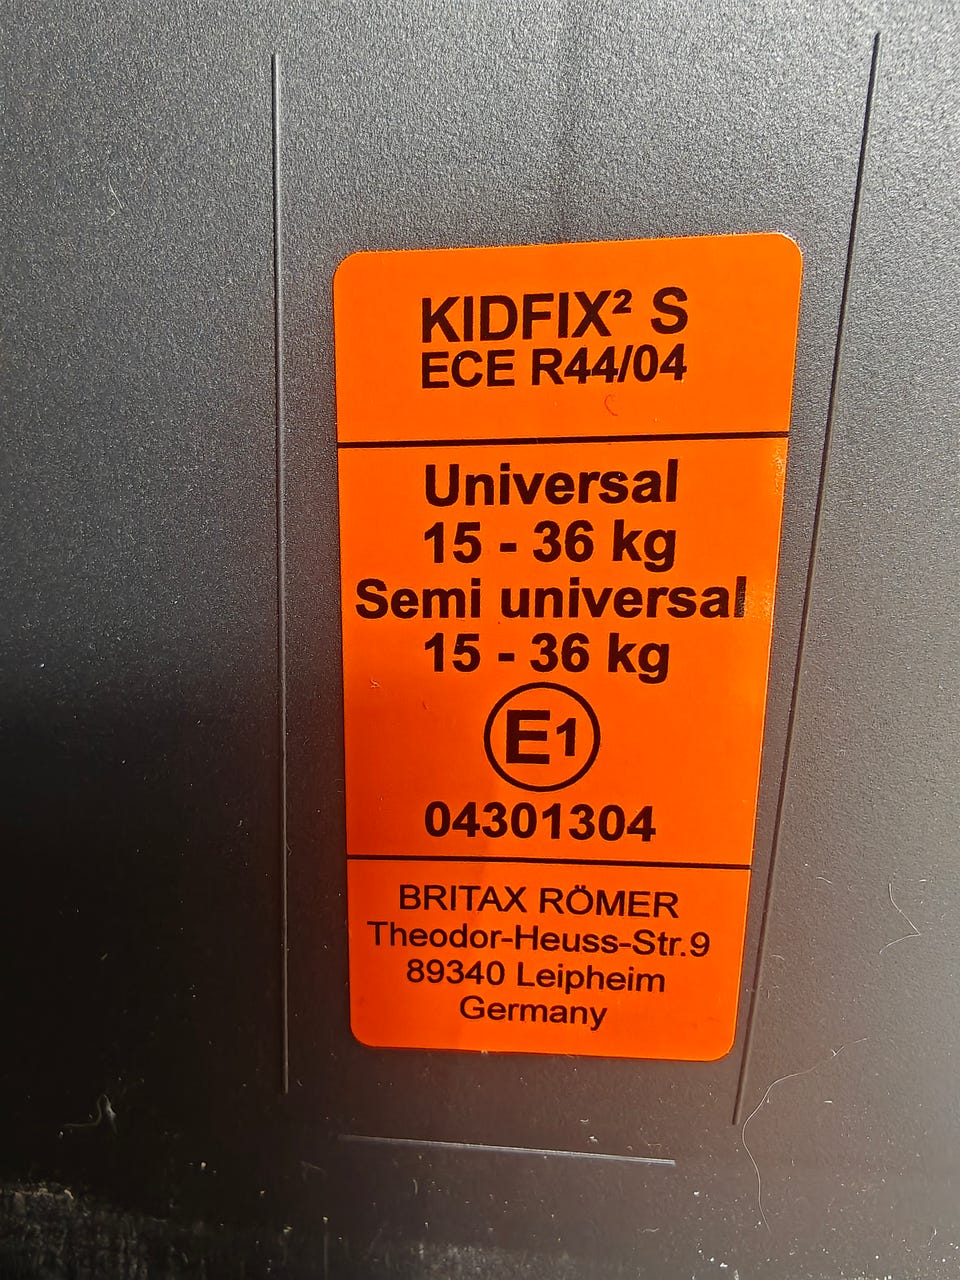 KIDFIX² S
ECE R44/04
Universal
15 - 36 kg
Semi universal
15 - 36 kg
E1
04301304
BRITAX RÖMER
Theodor-Heuss-Str.9
89340 Leipheim
Germany